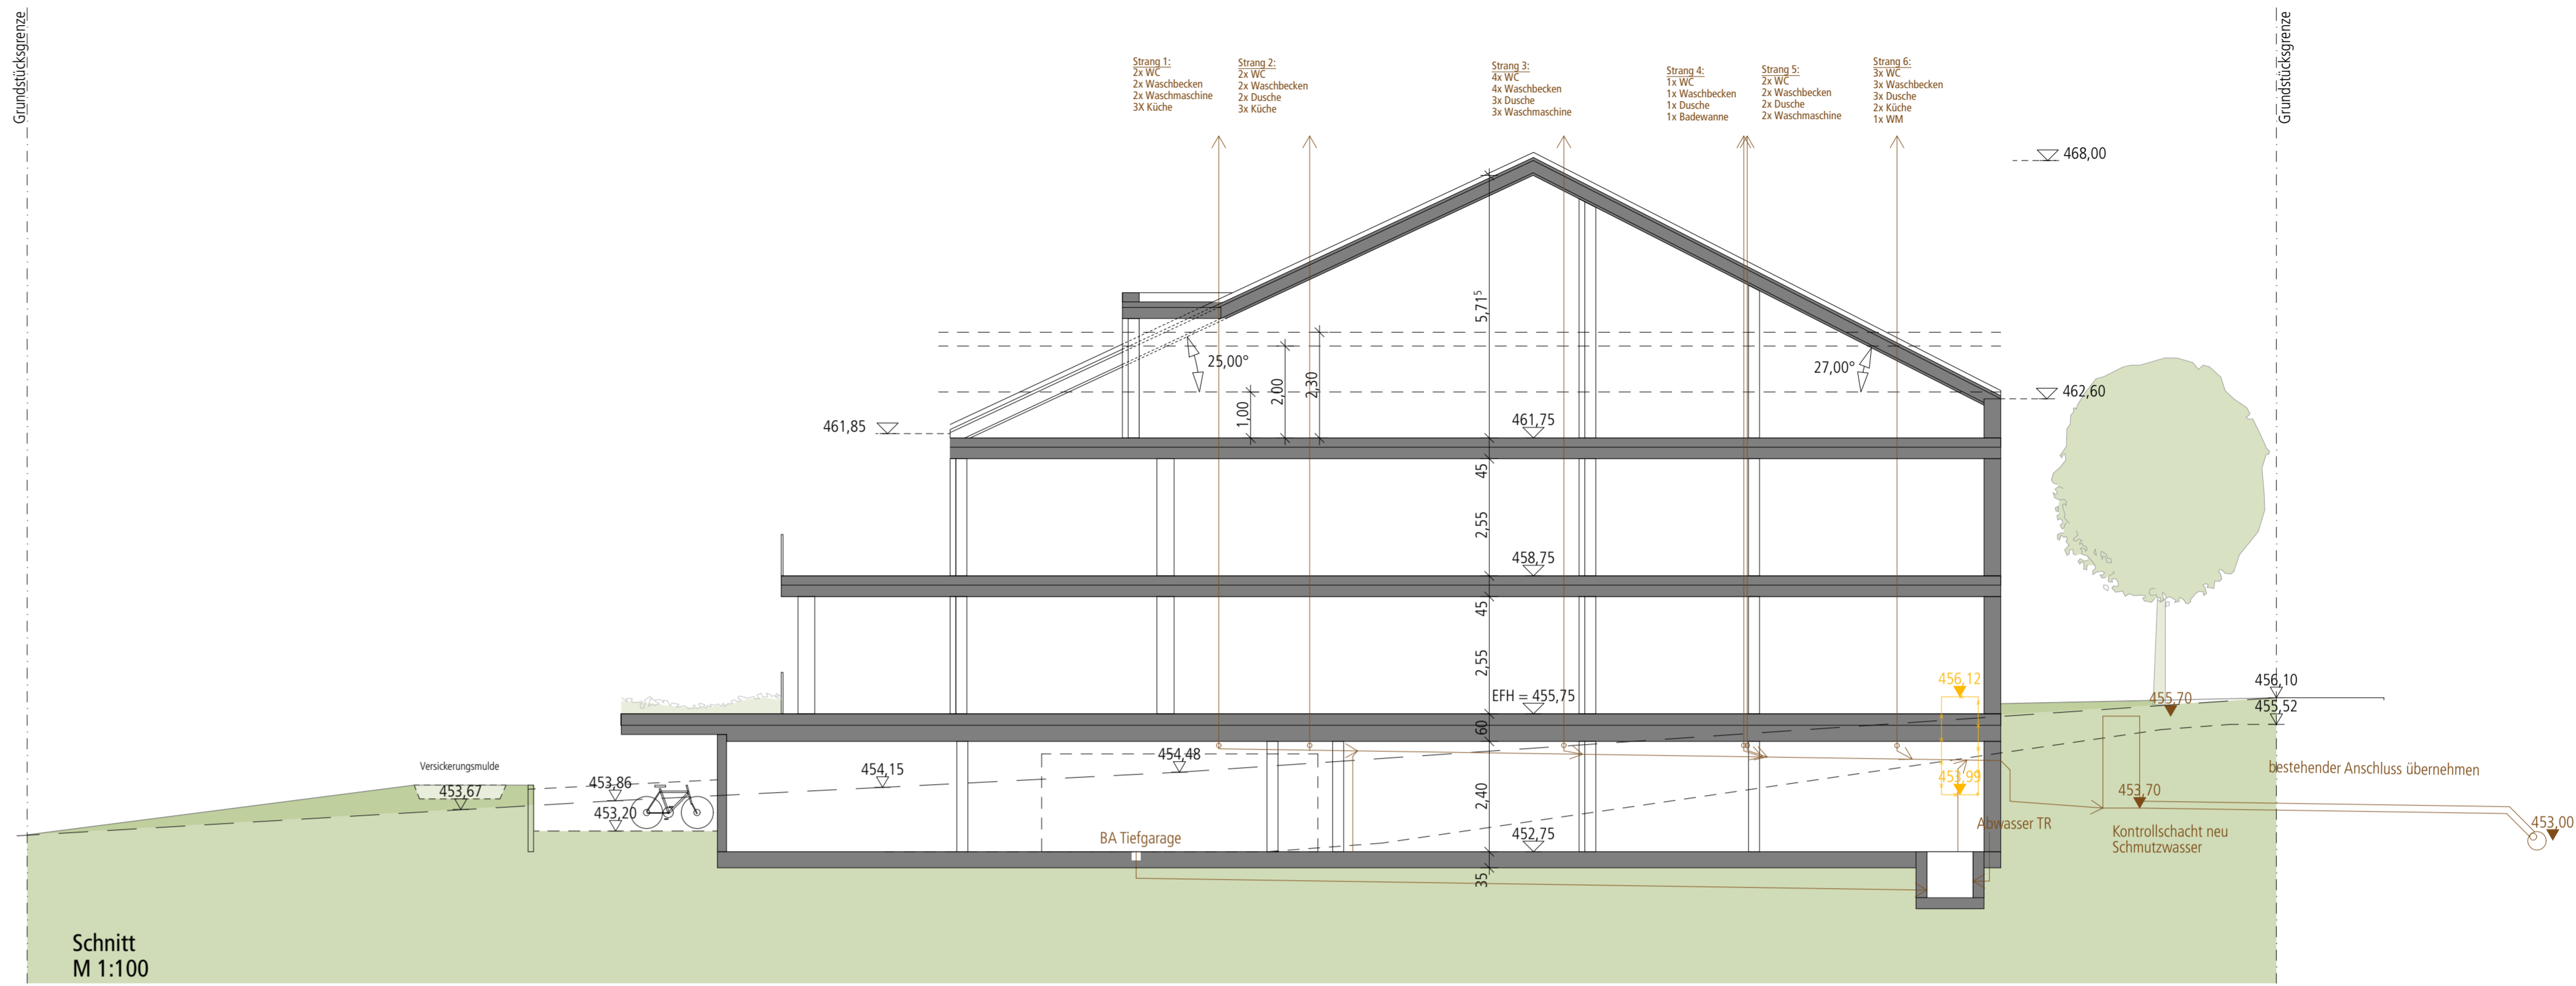 Grundstücksgrenze
Grundstücksgrenze
Strang 1:
2x WC
2x Waschbecken
2x Waschmaschine
3X Küche
Strang 2:
2x WC
2x Waschbecken
2x Dusche
3x Küche
Strang 3:
4x WC
4x Waschbecken
3x Dusche
3x Waschmaschine
Strang 4:
1x WC
1x Waschbecken
1x Dusche
1x Badewanne
Strang 5:
2x WC
2x Waschbecken
2x Dusche
2x Waschmaschine
Strang 6:
3x WC
3x Waschbecken
3x Dusche
2x Küche
1x WM
468,00
5,71⁵
25,00°
27,00°
1,00
2,00
2,30
462,60
461,85
461,75
45
2,55
458,75
45
2,55
EFH = 455,75
60
456,12
455,70
456,10
455,52
Versickerungsmulde
453,67
453,86
453,20
454,15
454,48
453,99
2,40
bestehender Anschluss übernehmen
453,70
453,00
BA Tiefgarage
452,75
Abwasser TR
Kontrollschacht neu
Schmutzwasser
35
Schnitt
M 1:100